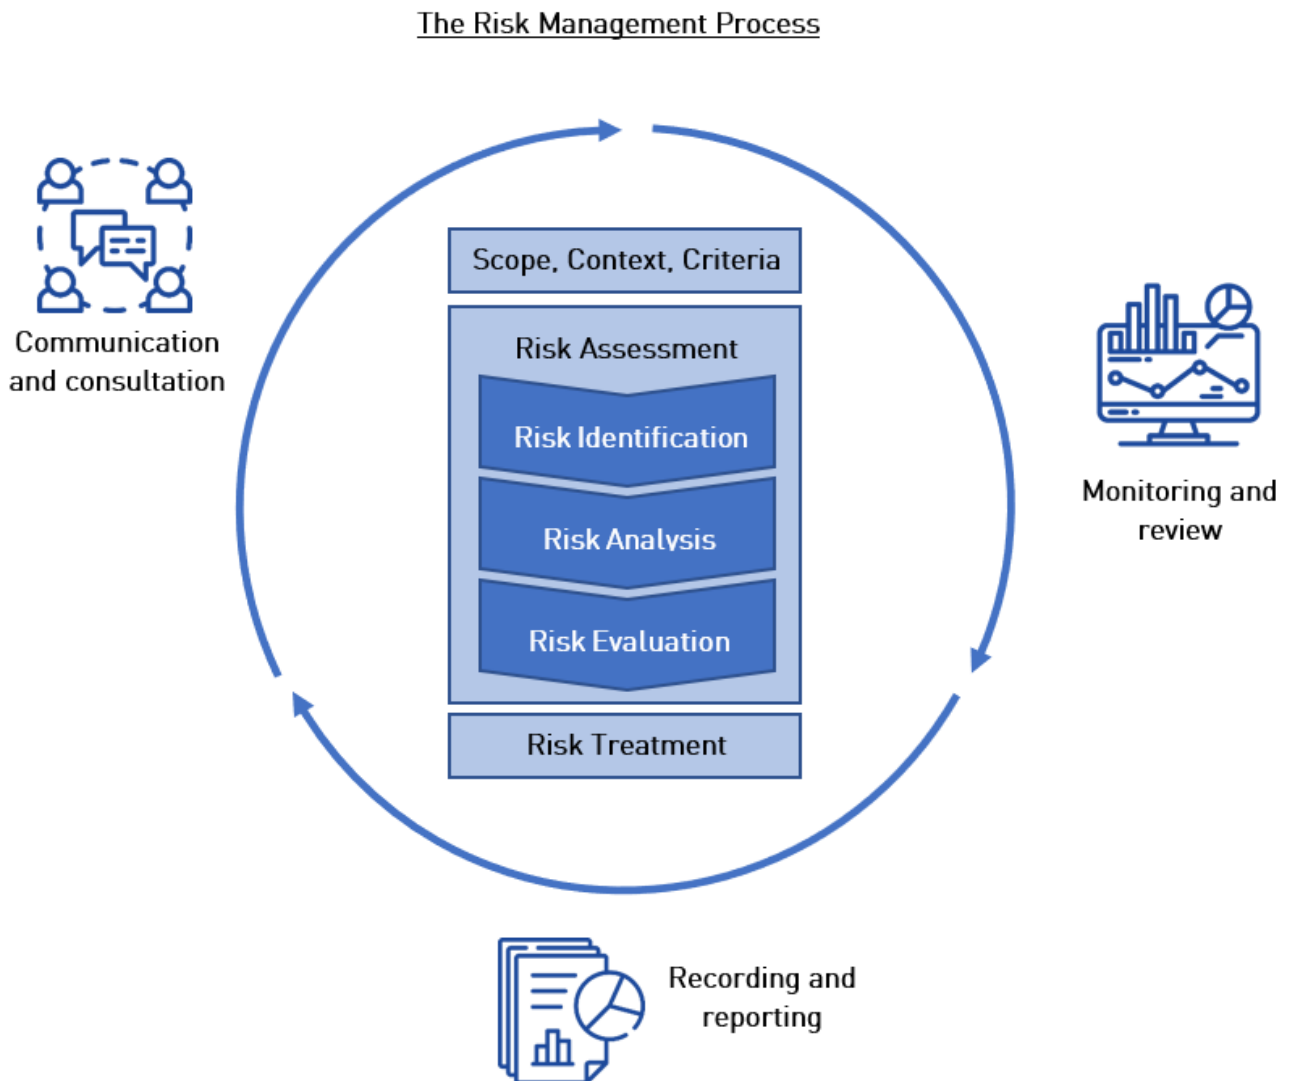 The Risk Management Process
Communication
and consultation
Scope, Context, Criteria
Risk Assessment
Risk Identification
Risk Analysis
Risk Evaluation
Risk Treatment
Monitoring and
review
Recording and
reporting